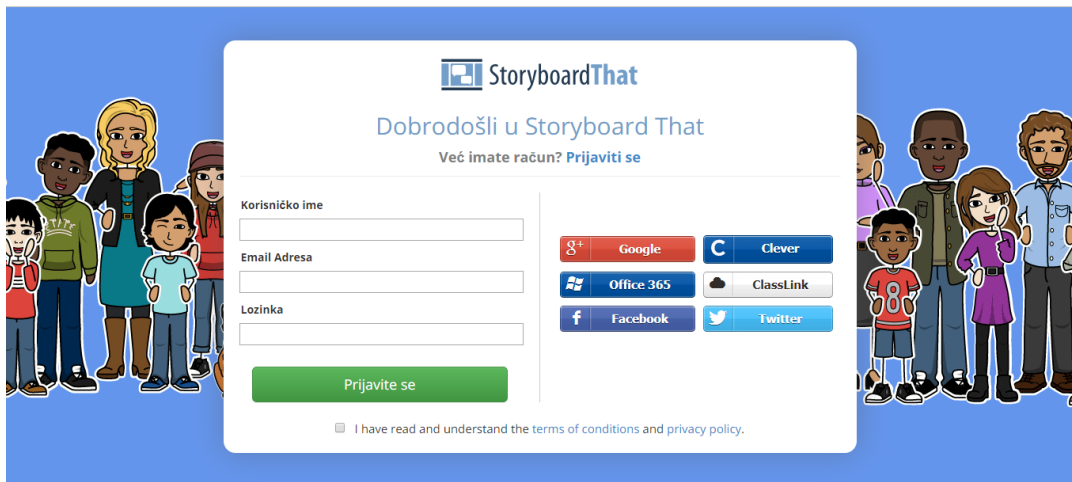 StoryboardThat
Dobrodošli u Storyboard That
Već imate račun? Prijaviti se
Korisničko ime
Email Adresa
Lozinka
Prijavite se
g+ Google
C Clever
Office 365
ClassLink
f Facebook
Twitter
I have read and understand the terms of conditions and privacy policy.
8